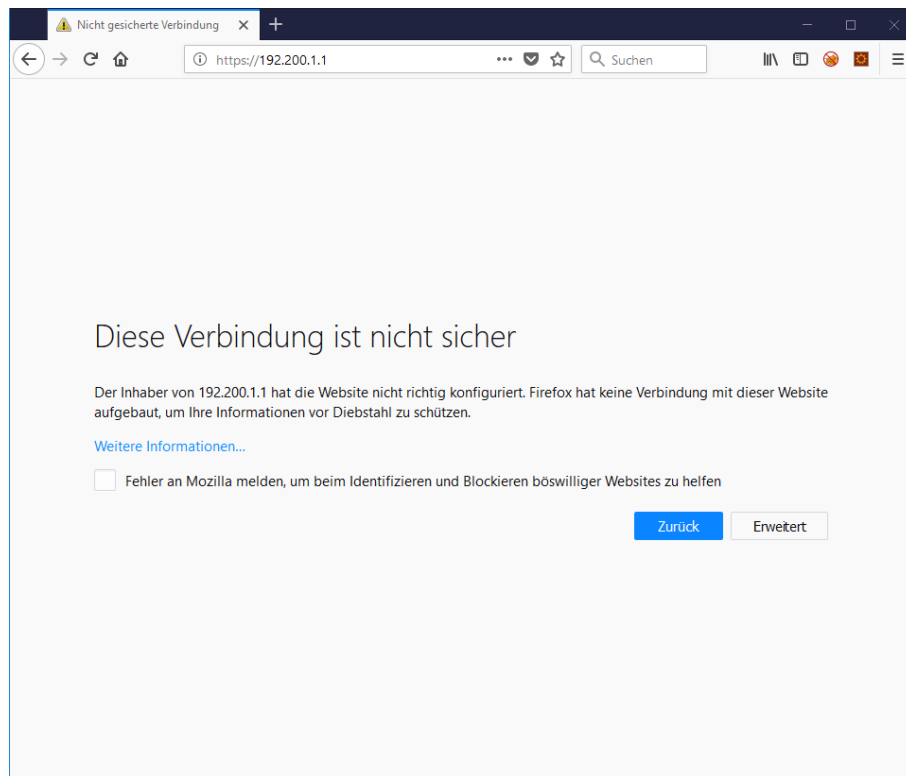 Nicht gesicherte Verbindung
https://192.200.1.1
Suchen
Diese Verbindung ist nicht sicher
Der Inhaber von 192.200.1.1 hat die Website nicht richtig konfiguriert. Firefox hat keine Verbindung mit dieser Website
aufgebaut, um Ihre Informationen vor Diebstahl zu schützen.
Weitere Informationen...
Fehler an Mozilla melden, um beim Identifizieren und Blockieren böswilliger Websites zu helfen
Zurück Erweitert